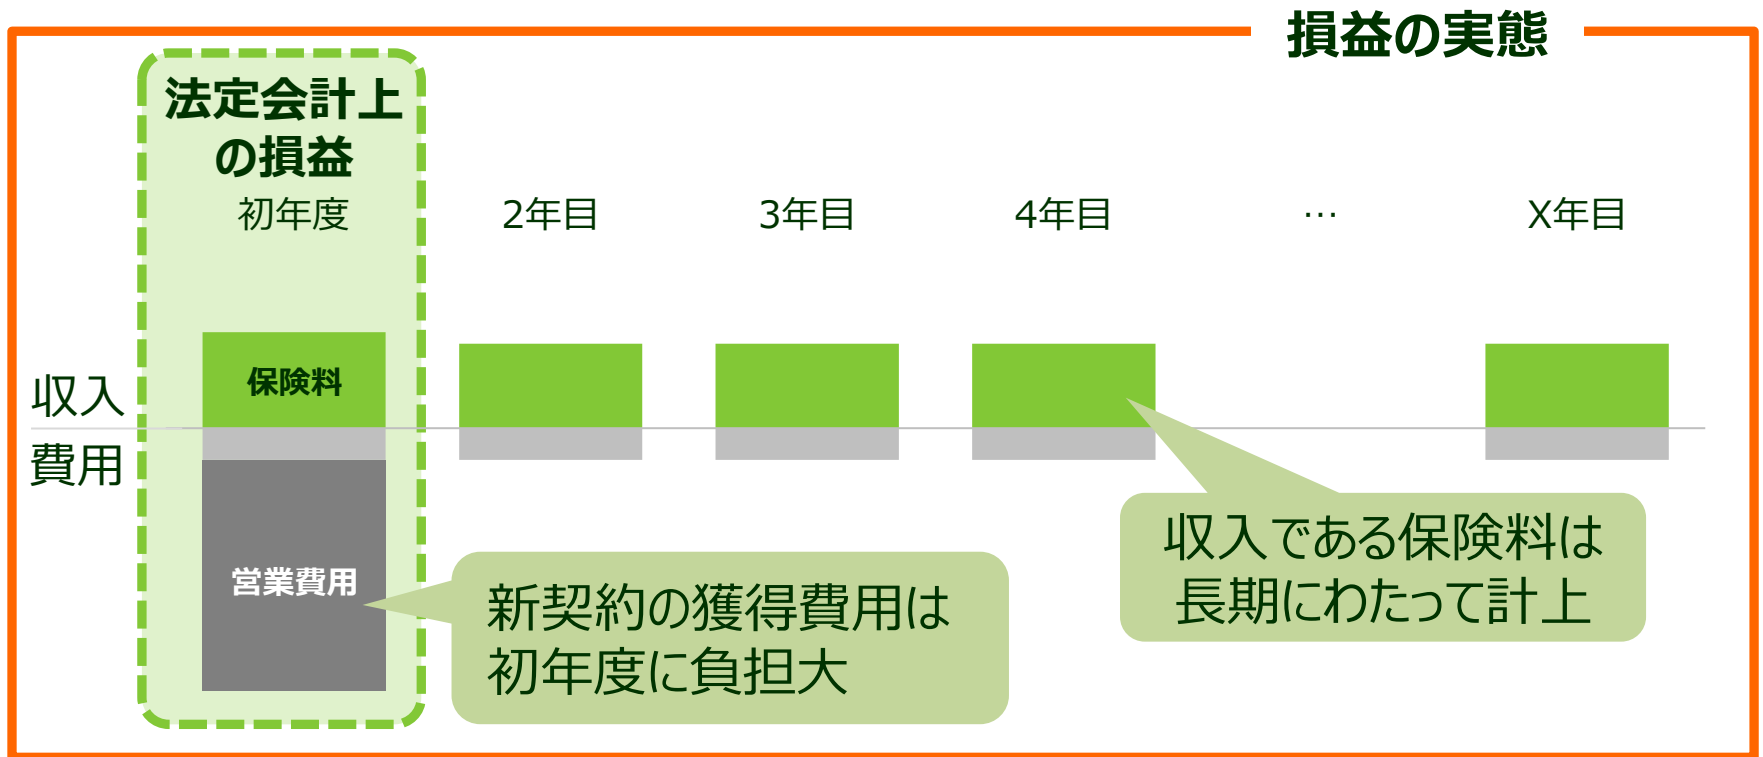 損益の実態
法定会計上
の損益
初年度
2年目
3年目
4年目
…
X年目
保険料
収入
費用
営業費用
新契約の獲得費用は
初年度に負担大
収入である保険料は
長期にわたって計上